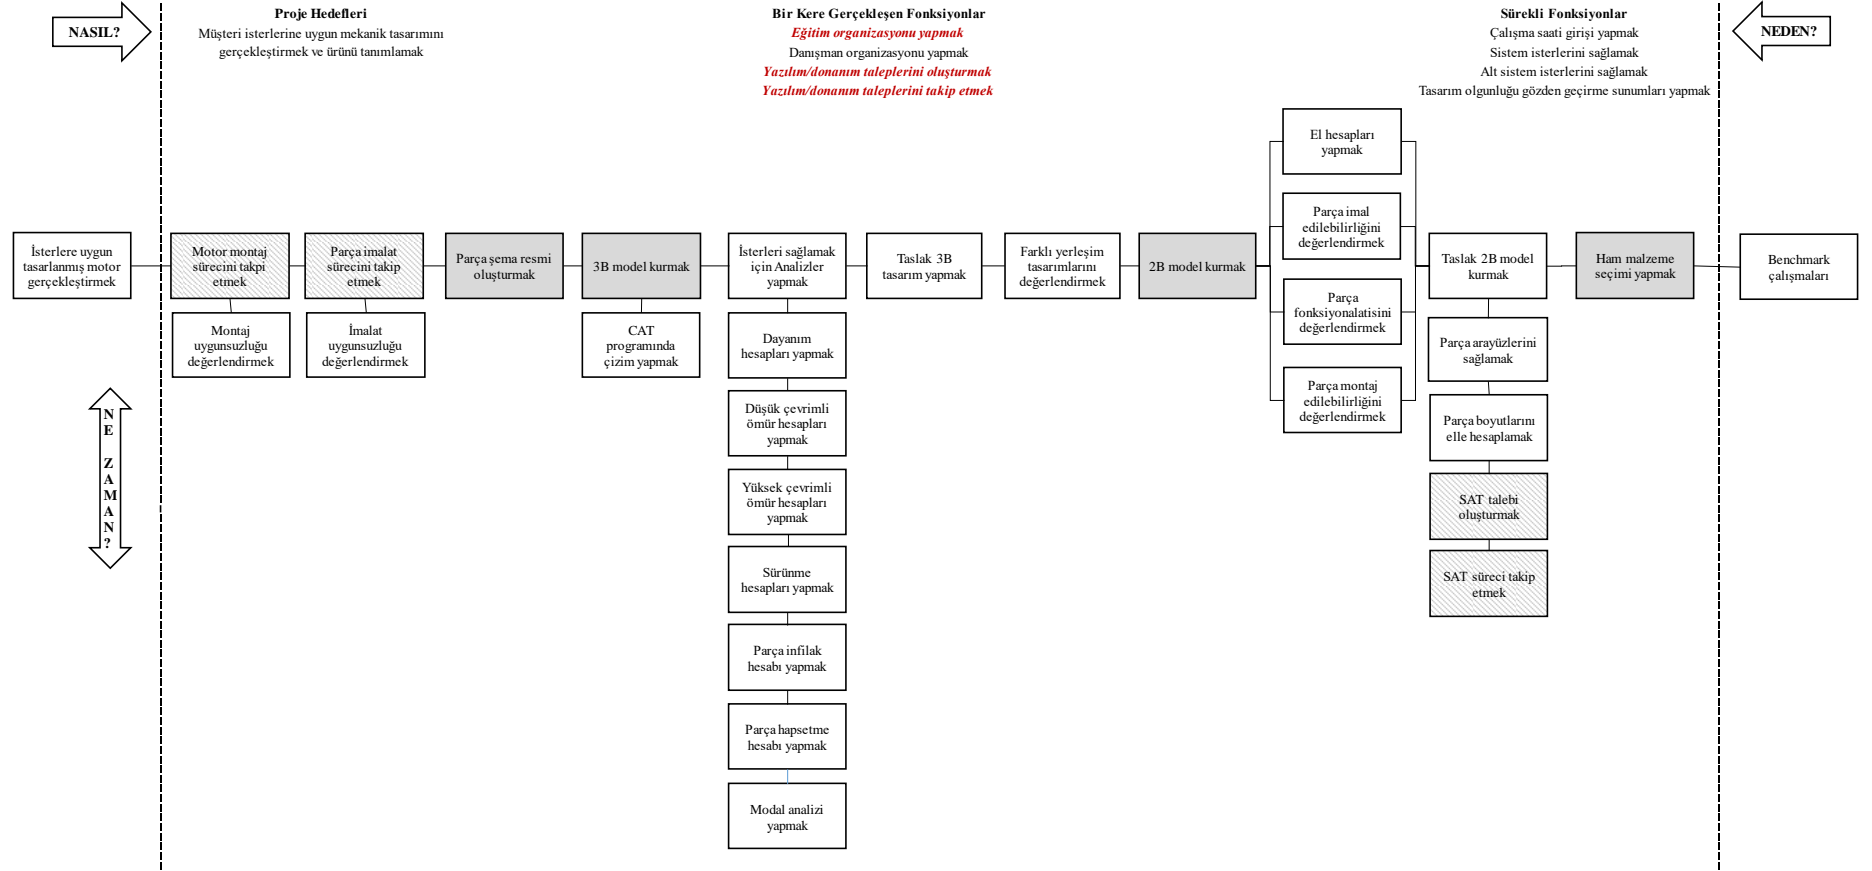 NASIL?
Proje Hedefleri
Müşteri isterlerine uygun mekanik tasarımını
gerçekleştirmek ve ürünü tanımlamak
Bir Kere Gerçekleşen Fonksiyonlar
Eğitim organizasyonu yapmak
Danışman organizasyonu yapmak
Yazılım/donanım taleplerini oluşturmak
Yazılım/donanım taleplerini takip etmek
Sürekli Fonksiyonlar
Çalışma saati girişi yapmak
Sistem isterlerini sağlamak
Alt sistem isterlerini sağlamak
Tasarım olgunluğu gözden geçirme sunumları yapmak
NEDEN?
İsterlere uygun
tasarlanmış motor
gerçekleştirmek
Motor montaj
sürecini takpi
etmek
Montaj
uygunsuzluğu
değerlendirmek
Parça imalat
sürecini takip
etmek
İmalat
uygunsuzluğu
değerlendirmek
Parça şema resmi
oluşturmak
3B model kurmak
CAT
programında
çizim yapmak
İsterleri sağlamak
için Analizler
yapmak
Dayanım
hesapları yapmak
Düşük çevrimli
ömür hesapları
yapmak
Yüksek çevrimli
ömür hesapları
yapmak
Sürünme
hesapları yapmak
Parça infilak
hesabı yapmak
Parça hapsetme
hesabı yapmak
Modal analizi
yapmak
Taslak 3B
tasarım yapmak
Farklı yerleşim
tasarımlarını
değerlendirmek
2B model kurmak
El hesapları
yapmak
Parça imal
edilebilirliğini
değerlendirmek
Parça
fonksiyonalatisini
değerlendirmek
Parça montaj
edilebilirliğini
değerlendirmek
Taslak 2B model
kurmak
Parça arayüzlerini
sağlamak
Parça boyutlarını
elle hesaplamak
SAT talebi
oluşturmak
SAT süreci takip
etmek
Ham malzeme
seçimi yapmak
Benchmark
çalışmaları
NE ZAMAN?